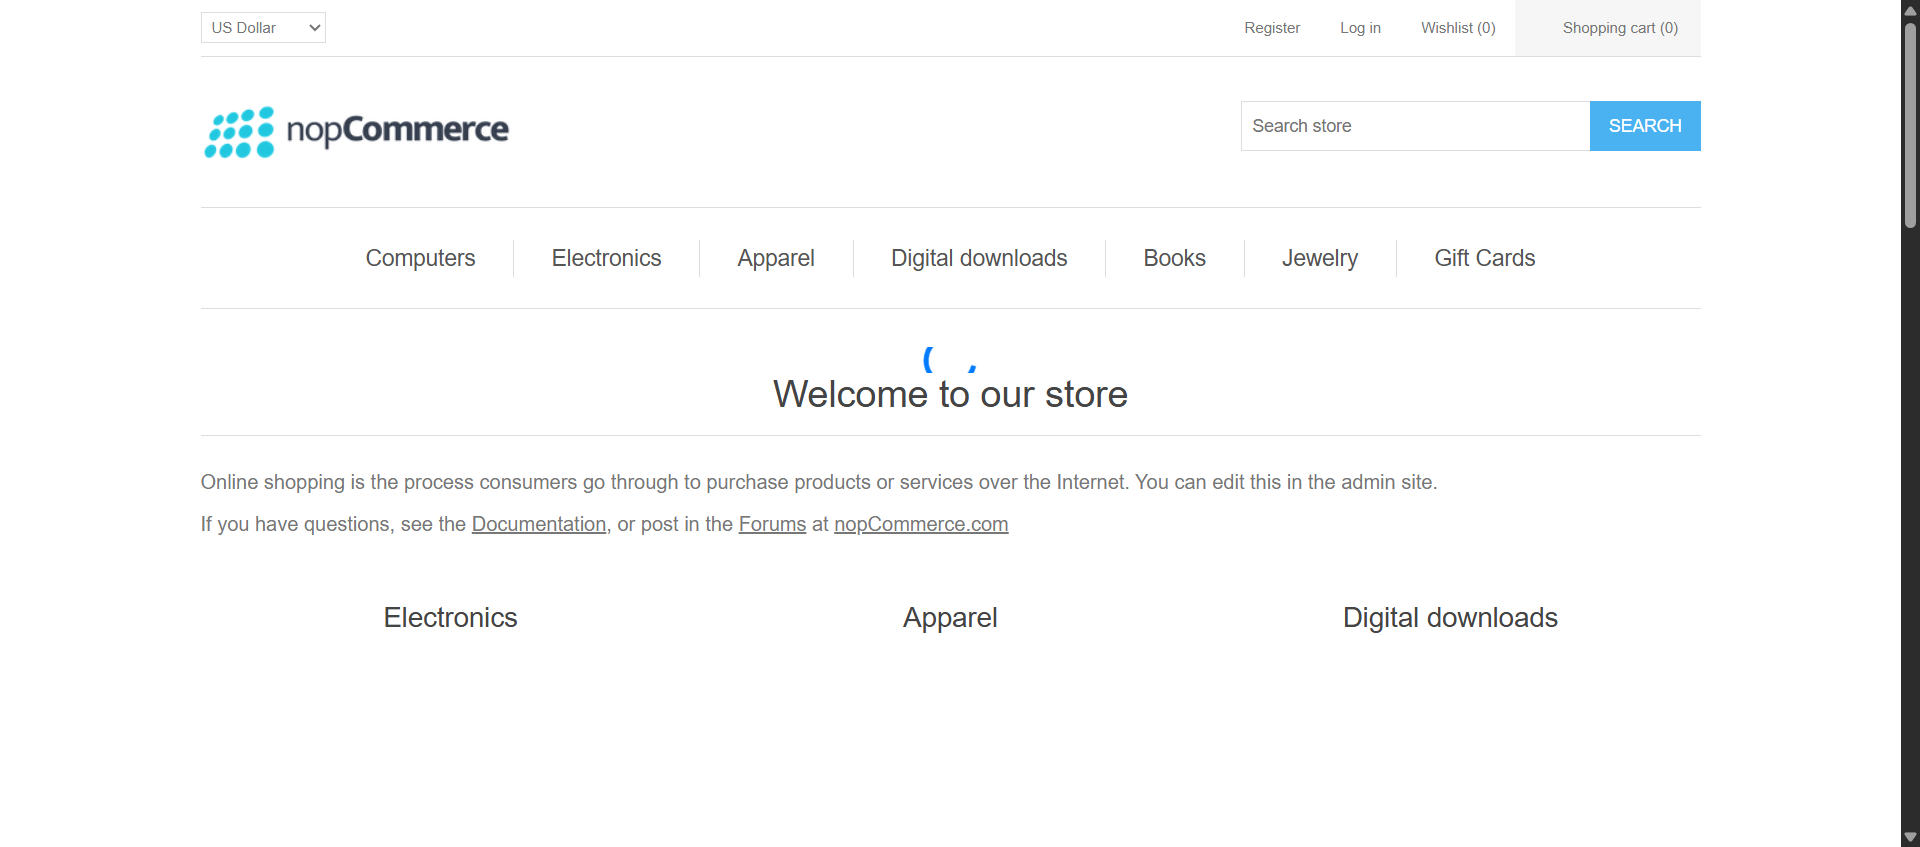 US Dollar
Register
Log in
Wishlist (0)
Shopping cart (0)
nopCommerce
Search store
SEARCH
Computers
Electronics
Apparel
Digital downloads
Books
Jewelry
Gift Cards
Welcome to our store
Online shopping is the process consumers go through to purchase products or services over the Internet. You can edit this in the admin site.
If you have questions, see the Documentation, or post in the Forums at nopCommerce.com
Electronics
Apparel
Digital downloads